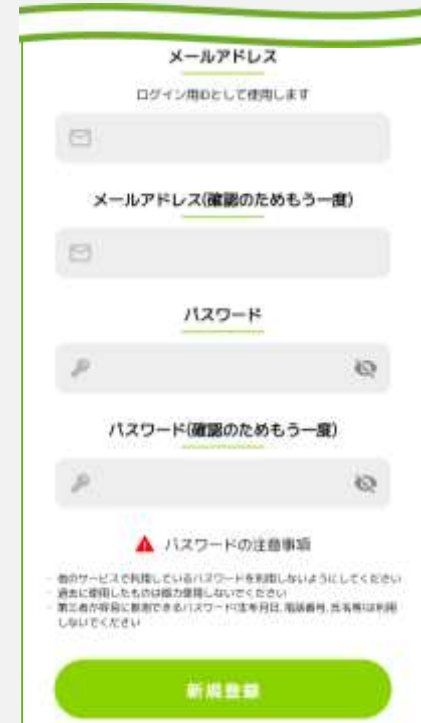 メールアドレス
ログイン用IDとして使用します
メールアドレス(確認のためもう一度)
パスワード
パスワード(確認のためもう一度)
パスワードの注意事項
- 他のサービスで利用しているパスワードを利用しないようにしてください
- 過去に使用したものは極力使用しないでください
- 第三者が容易に推測できるパスワード(生年月日、電話番号、氏名等)は利用
しないでください
新規登録